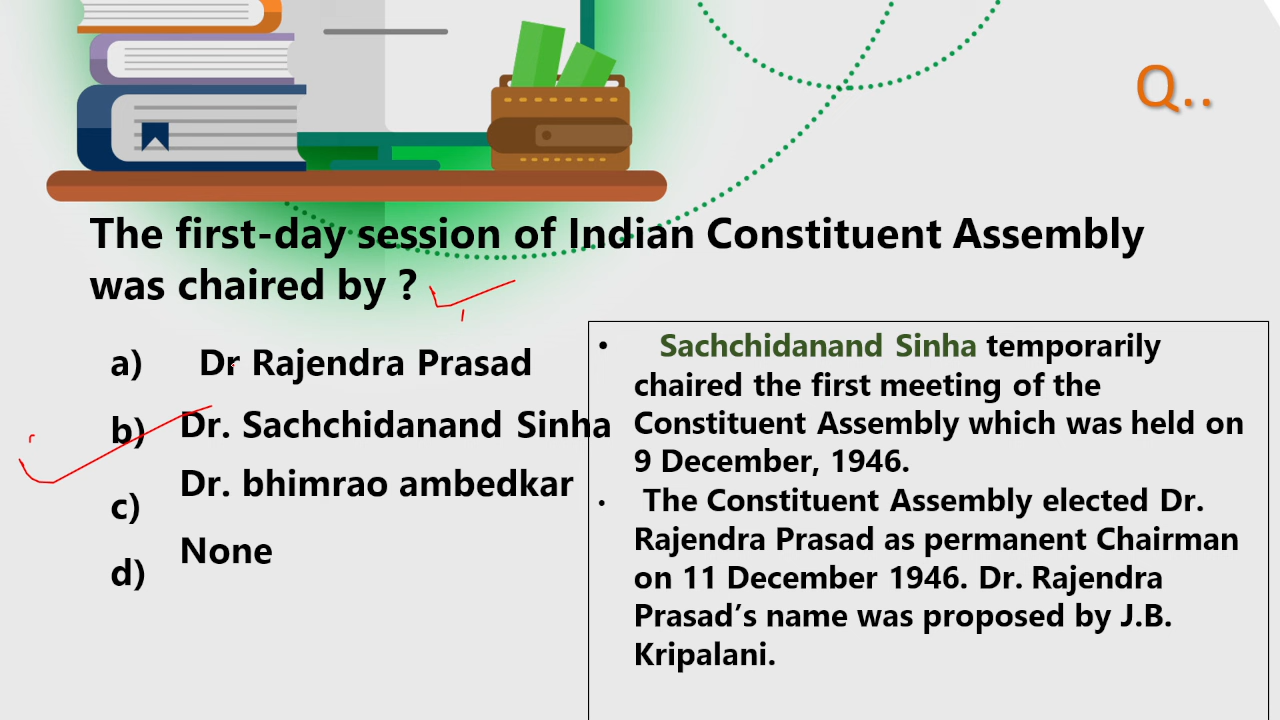 Q..
The first-day session of Indian Constituent Assembly
was chaired by ?
a) Dr Rajendra Prasad
b) Dr. Sachchidanand Sinha
c) Dr. bhimrao ambedkar
d) None
• Sachchidanand Sinha temporarily
chaired the first meeting of the
Constituent Assembly which was held on
9 December, 1946.
• The Constituent Assembly elected Dr.
Rajendra Prasad as permanent Chairman
on 11 December 1946. Dr. Rajendra
Prasad’s name was proposed by J.B.
Kripalani.